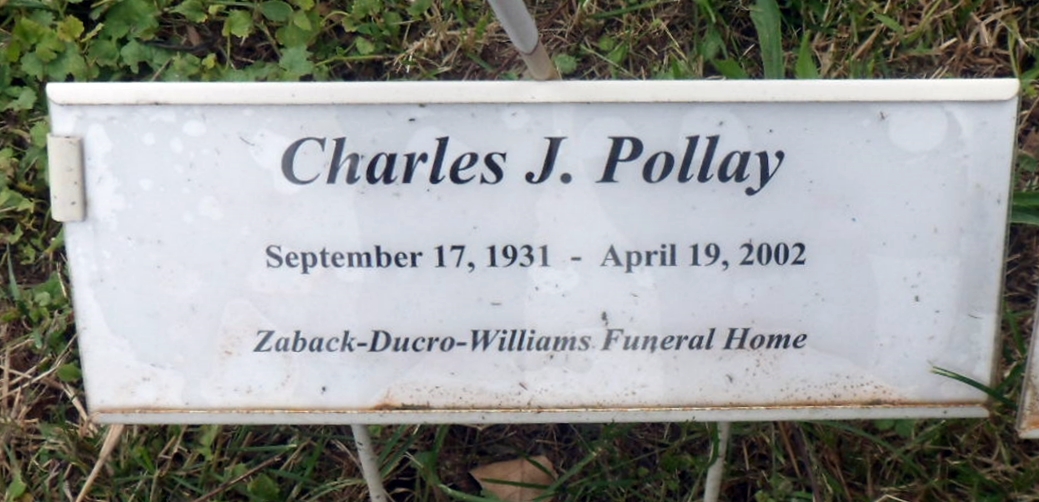 Charles J. Pollay
September 17, 1931 - April 19, 2002
Zaback-Ducro-Williams Funeral Home